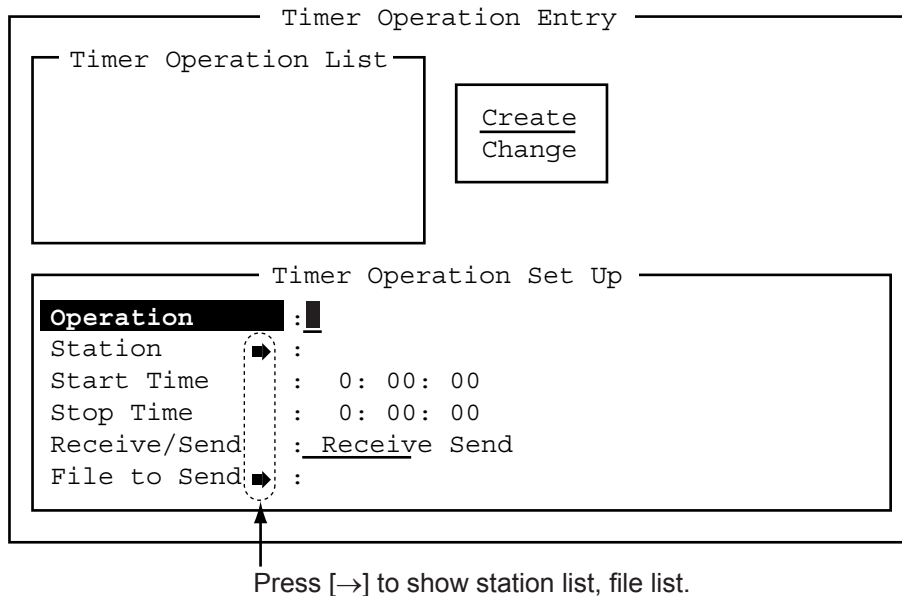 Timer Operation Entry
Timer Operation List
Create
Change
Timer Operation Set Up
Operation :
Station :
Start Time : 0: 00: 00
Stop Time : 0: 00: 00
Receive/Send : Receive Send
File to Send :
Press [→] to show station list, file list.